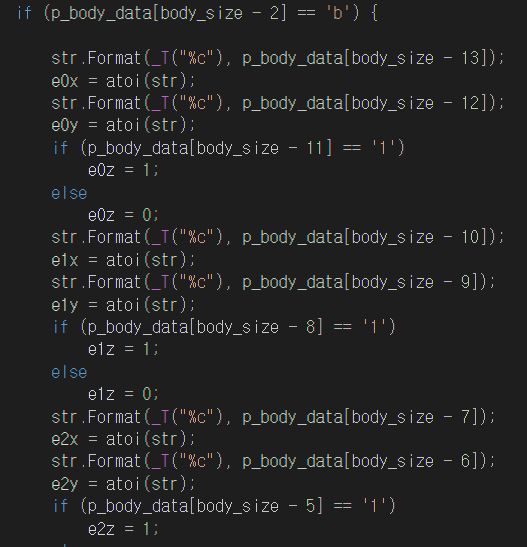 if (p_body_data[body_size - 2] == 'b') {
str.Format(_T("%c"), p_body_data[body_size - 13]);
e0x = atoi(str);
str.Format(_T("%c"), p_body_data[body_size - 12]);
e0y = atoi(str);
if (p_body_data[body_size - 11] == '1')
e0z = 1;
else
e0z = 0;
str.Format(_T("%c"), p_body_data[body_size - 10]);
e1x = atoi(str);
str.Format(_T("%c"), p_body_data[body_size - 9]);
e1y = atoi(str);
if (p_body_data[body_size - 8] == '1')
e1z = 1;
else
e1z = 0;
str.Format(_T("%c"), p_body_data[body_size - 7]);
e2x = atoi(str);
str.Format(_T("%c"), p_body_data[body_size - 6]);
e2y = atoi(str);
if (p_body_data[body_size - 5] == '1')
e2z = 1;